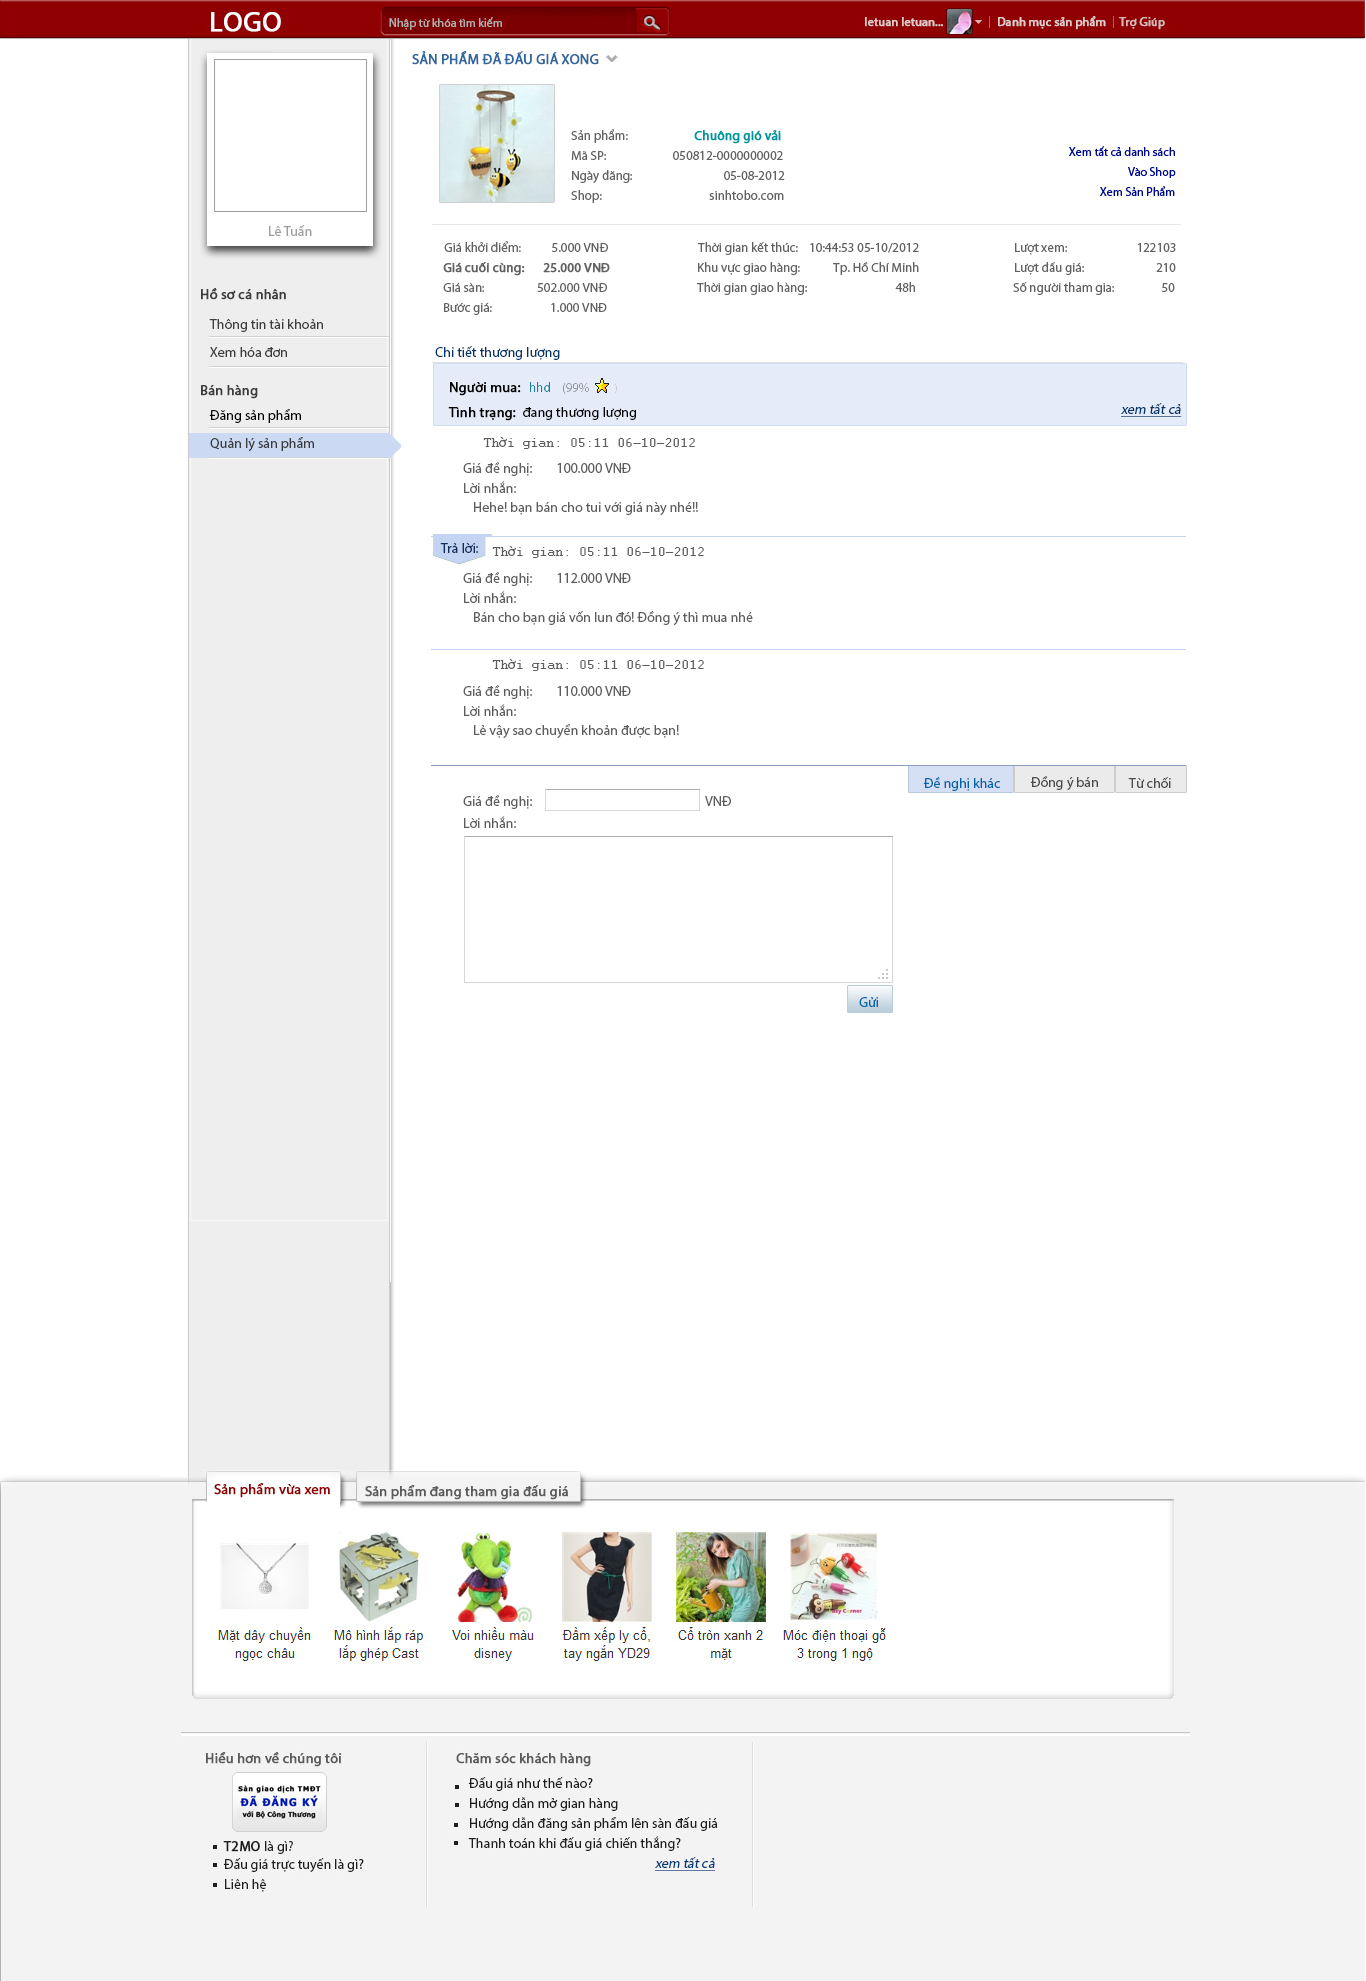 LOGO
Nhập từ khóa tìm kiếm
letuan letuan...
Danh mục sản phẩm
Trợ Giúp
Lê Tuấn
Hồ sơ cá nhân
Thông tin tài khoản
Xem hóa đơn
Bán hàng
Đăng sản phẩm
Quản lý sản phẩm
SẢN PHẨM ĐÃ ĐẤU GIÁ XONG
HONEY
Sản phẩm: Chuông gió vải
Mã SP: 050812-0000000002
Ngày đăng: 05-08-2012
Shop: sinhtobo.com
Xem tất cả danh sách
Vào Shop
Xem Sản Phẩm
Giá khởi điểm: 5.000 VNĐ
Giá cuối cùng: 25.000 VNĐ
Giá sàn: 502.000 VNĐ
Bước giá: 1.000 VNĐ
Thời gian kết thúc: 10:44:53 05-10/2012
Khu vực giao hàng: Tp. Hồ Chí Minh
Thời gian giao hàng: 48h
Lượt xem: 122103
Lượt đấu giá: 210
Số người tham gia: 50
Chi tiết thương lượng
Người mua: hhd (99% )
Tình trạng: đang thương lượng
xem tất cả
Thời gian: 05:11 06-10-2012
Giá đề nghị: 100.000 VNĐ
Lời nhắn:
Hehe! bạn bán cho tui với giá này nhé!!
Trả lời: Thời gian: 05:11 06-10-2012
Giá đề nghị: 112.000 VNĐ
Lời nhắn:
Bán cho bạn giá vốn lun đó! Đồng ý thì mua nhé
Thời gian: 05:11 06-10-2012
Giá đề nghị: 110.000 VNĐ
Lời nhắn:
Lẻ vậy sao chuyển khoản được bạn!
Đề nghị khác
Đồng ý bán
Từ chối
Giá đề nghị: VNĐ
Lời nhắn:
Gửi
Sản phẩm vừa xem
Sản phẩm đang tham gia đấu giá
Mặt dây chuyền
ngọc châu
Mô hình lắp ráp
lắp ghép Cast
Voi nhiều màu
disney
Đầm xếp ly cổ,
tay ngắn YD29
Cổ tròn xanh 2
mặt
Móc điện thoại gỗ
3 trong 1 ngộ
Hiểu hơn về chúng tôi
Sàn giao dịch TMĐT
ĐÃ ĐĂNG KÝ
với Bộ Công Thương
T2MO là gì?
Đấu giá trực tuyến là gì?
Liên hệ
Chăm sóc khách hàng
Đấu giá như thế nào?
Hướng dẫn mở gian hàng
Hướng dẫn đăng sản phẩm lên sàn đấu giá
Thanh toán khi đấu giá chiến thắng?
xem tất cả